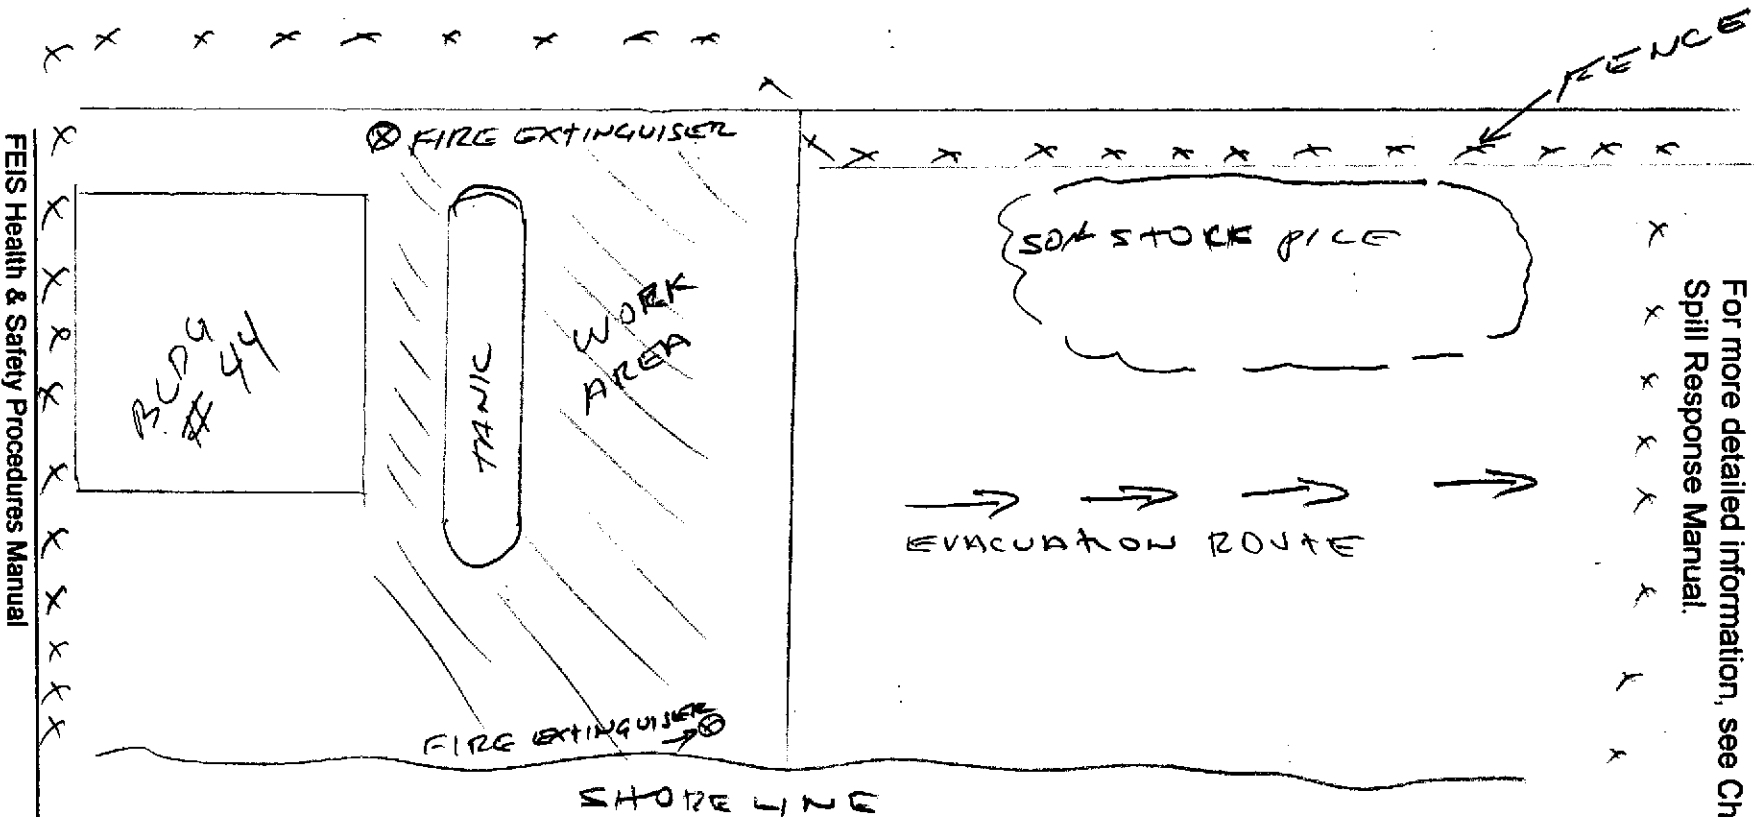 FENCE
⊗ FIRE EXTINGUISER
SOIL STOCK PILE
WORK
AREA
BLDG
# 44
TANK
EVACUATION ROUTE
FIRE EXTINGUISER
SHORE LINE
For more detailed information, see Ch
Spill Response Manual.
FEIS Health & Safety Procedures Manual